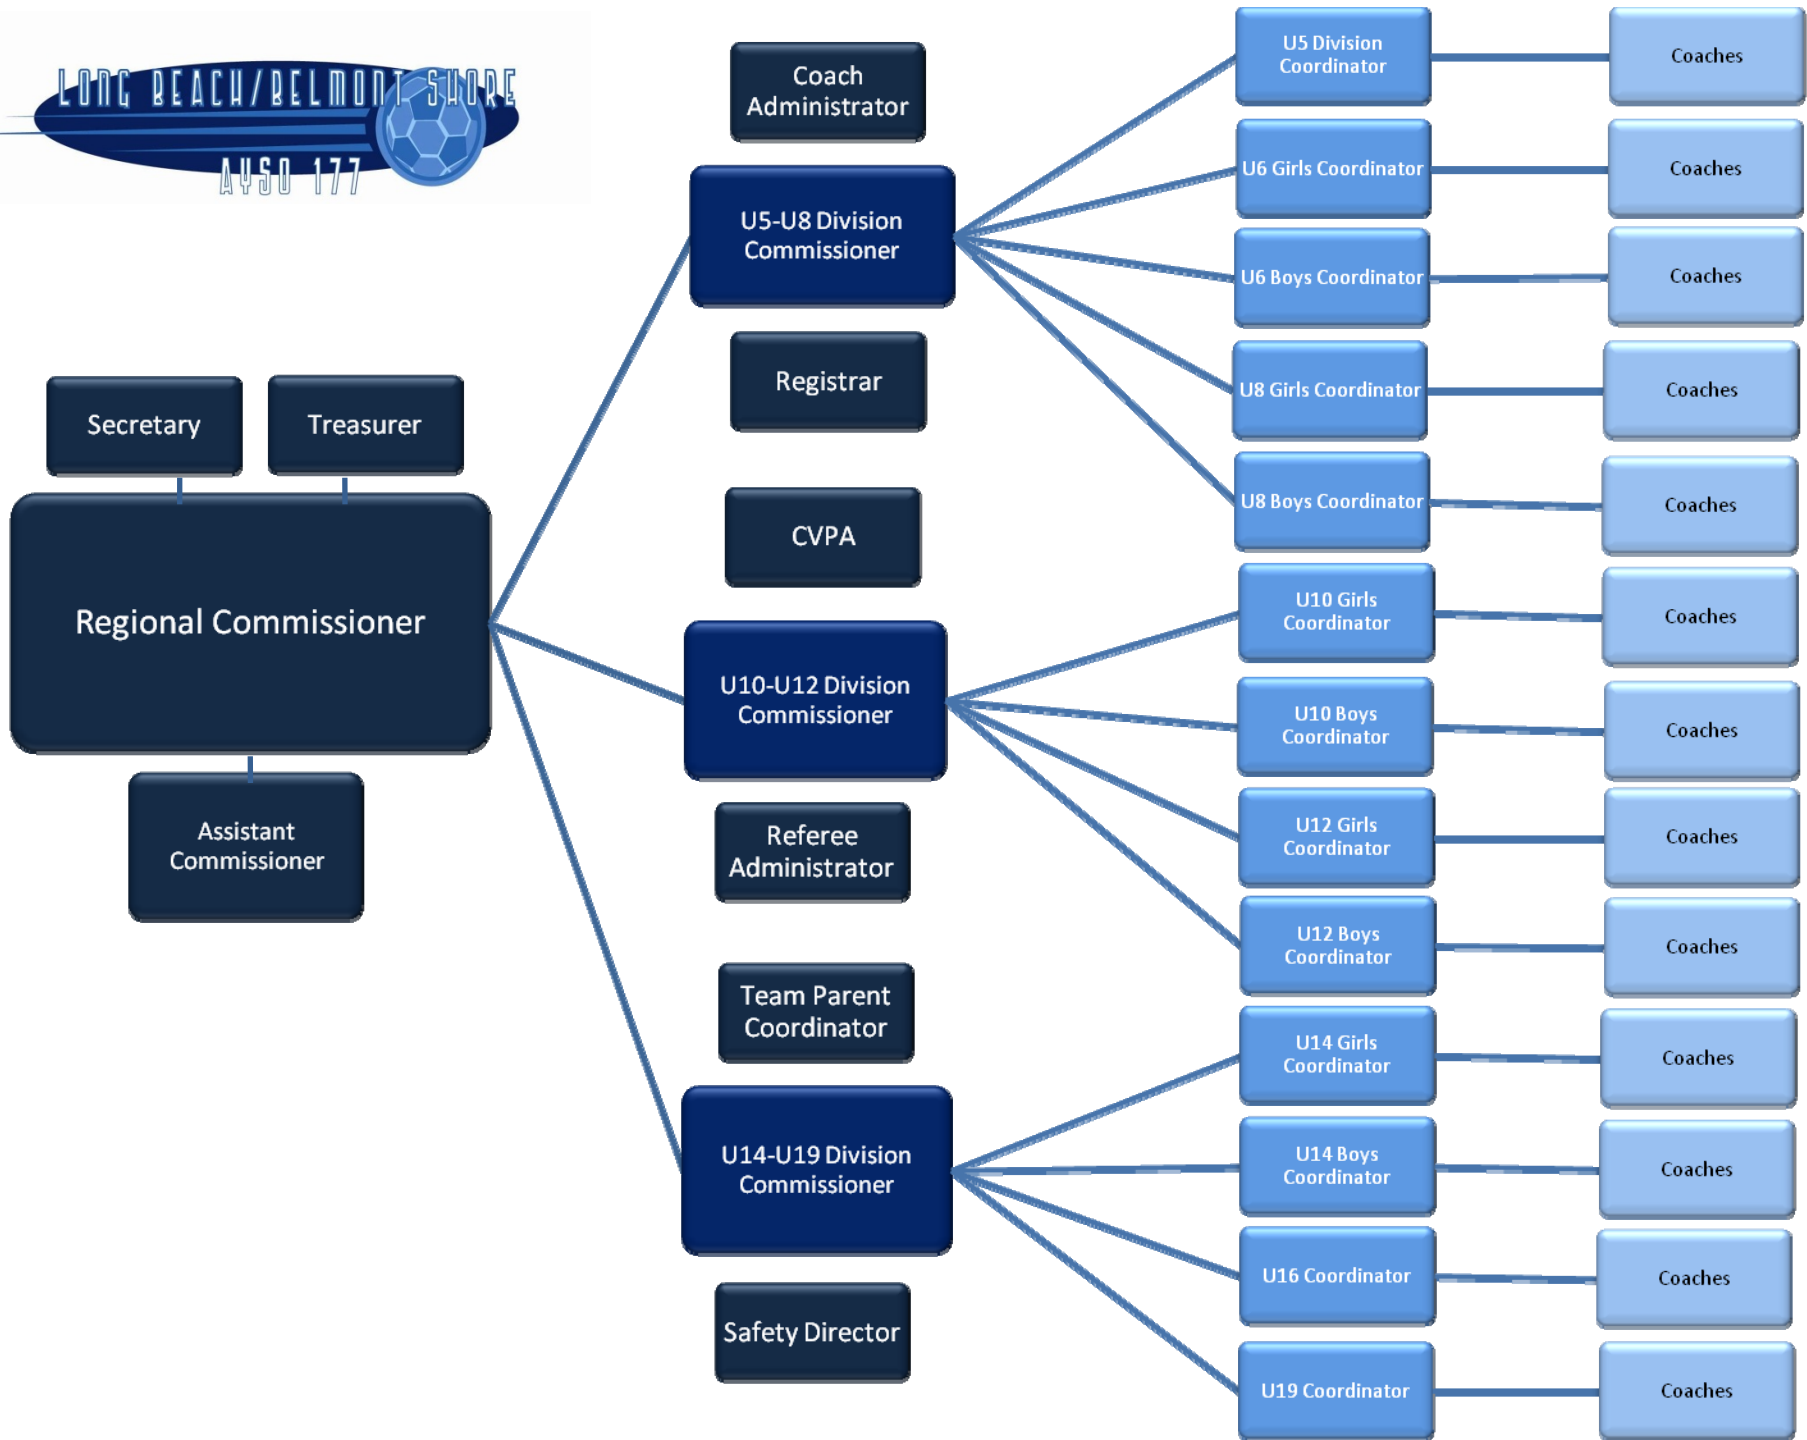 LONG BEACH/BELMONT SHORE
AYSO 177
Secretary
Treasurer
Regional Commissioner
Assistant
Commissioner
Coach
Administrator
U5-U8 Division
Commissioner
Registrar
CVPA
U10-U12 Division
Commissioner
Referee
Administrator
Team Parent
Coordinator
U14-U19 Division
Commissioner
Safety Director
U5 Division
Coordinator
Coaches
U6 Girls Coordinator
Coaches
U6 Boys Coordinator
Coaches
U8 Girls Coordinator
Coaches
U8 Boys Coordinator
Coaches
U10 Girls
Coordinator
Coaches
U10 Boys
Coordinator
Coaches
U12 Girls
Coordinator
Coaches
U12 Boys
Coordinator
Coaches
U14 Girls
Coordinator
Coaches
U14 Boys
Coordinator
Coaches
U16 Coordinator
Coaches
U19 Coordinator
Coaches